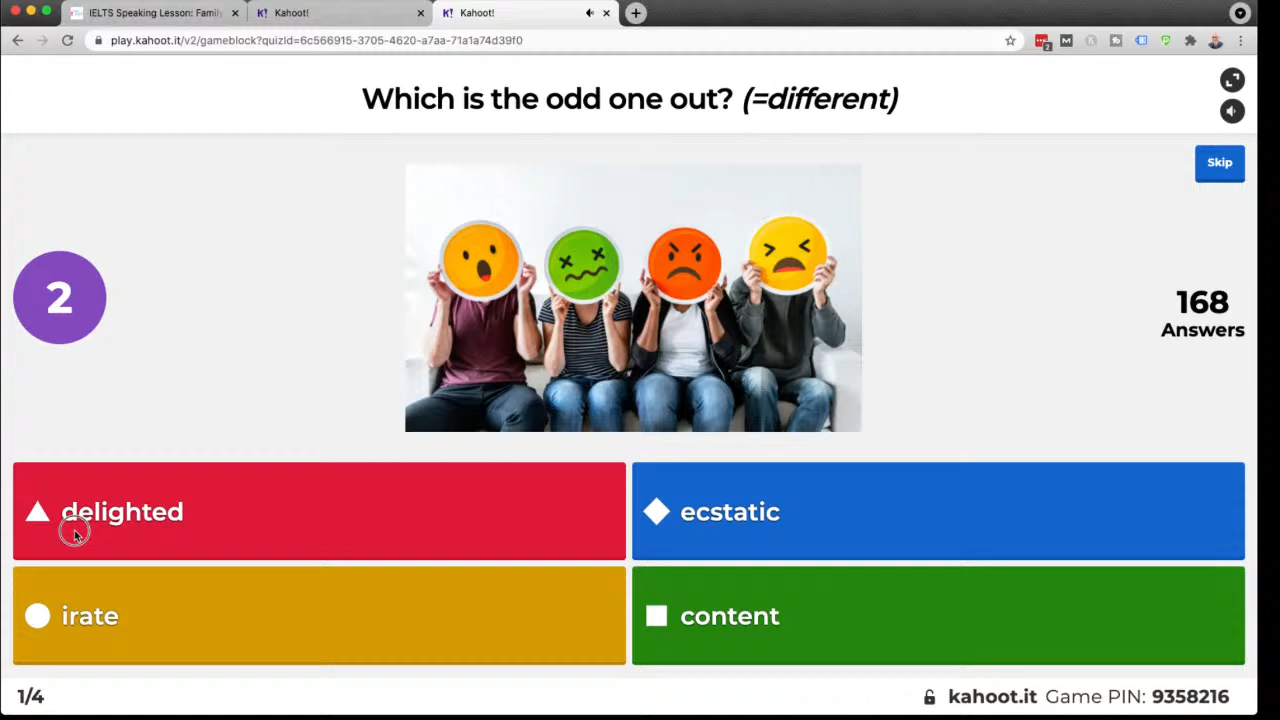 IELTS Speaking Lesson: Family
Kahoot!
Kahoot!
play.kahoot.it/v2/gameblock?quizId=6c566915-3705-4620-a7aa-71a1a74d39f0
2
Which is the odd one out? (=different)
Skip
2
168
Answers
delighted
ecstatic
irate
content
1/4
kahoot.it Game PIN: 9358216